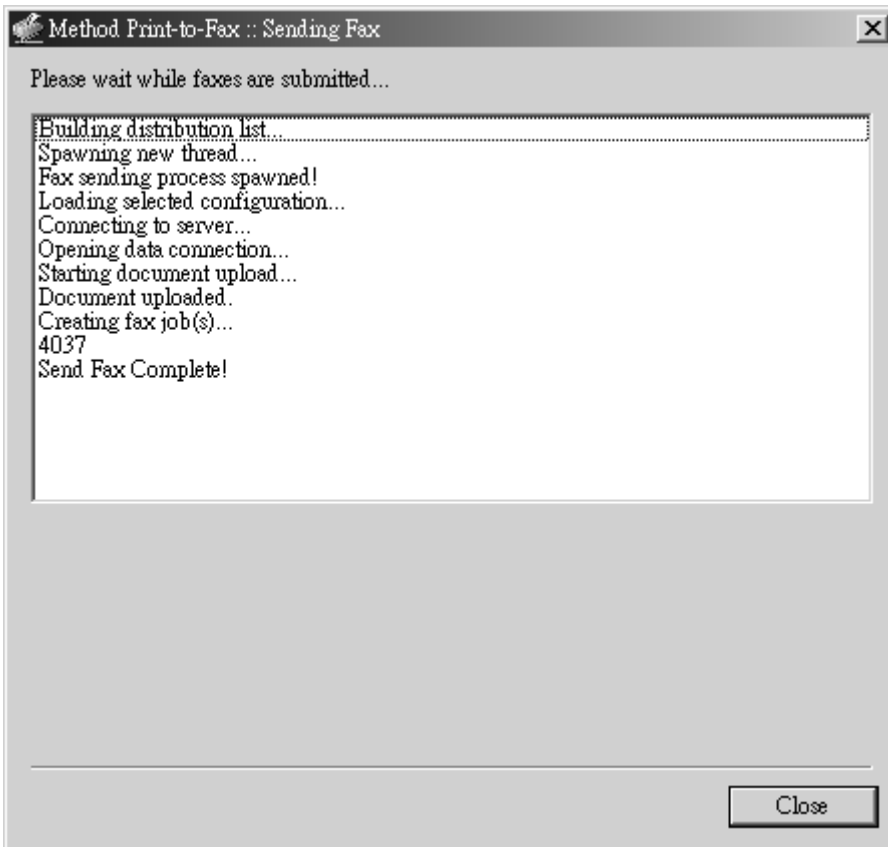 Method Print-to-Fax :: Sending Fax
Please wait while faxes are submitted...
Building distribution list...
Spawning new thread...
Fax sending process spawned!
Loading selected configuration...
Connecting to server...
Opening data connection...
Starting document upload...
Document uploaded.
Creating fax job(s)...
4037
Send Fax Complete!
Close